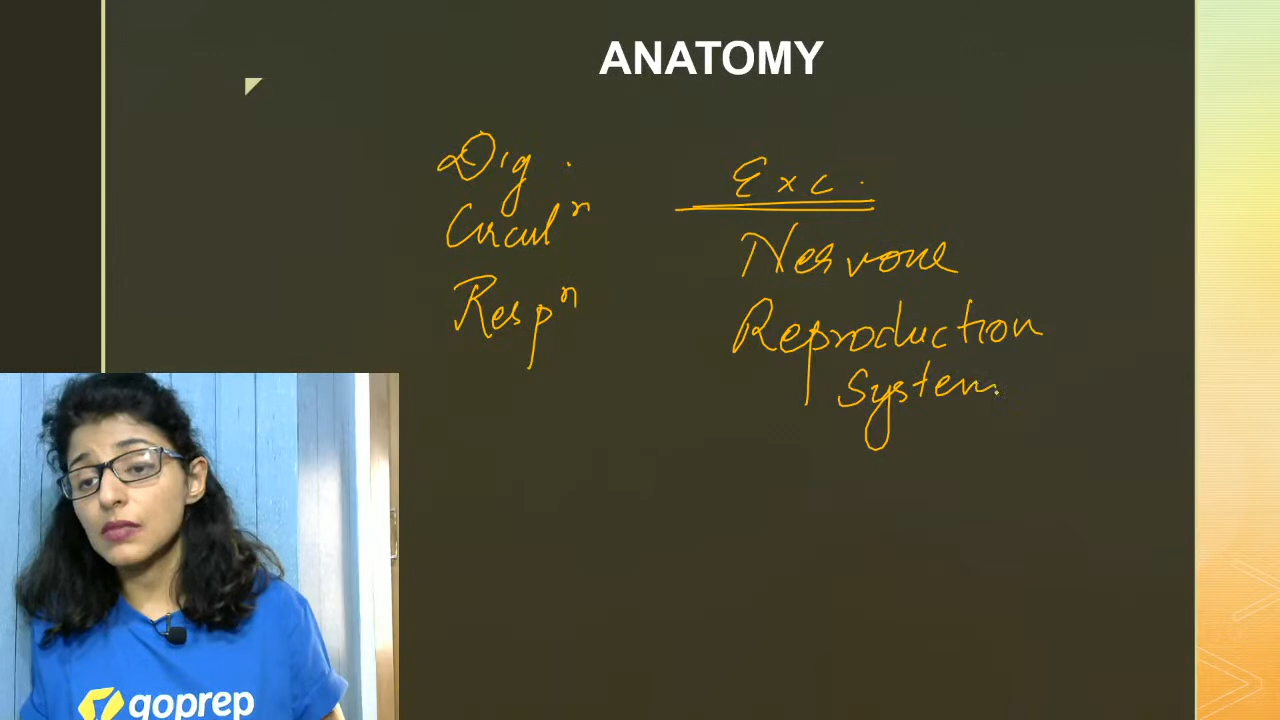 ANATOMY
Dig.
Circulⁿ
Respⁿ
Exc.
Nervous
Reproduction
System.
goprep